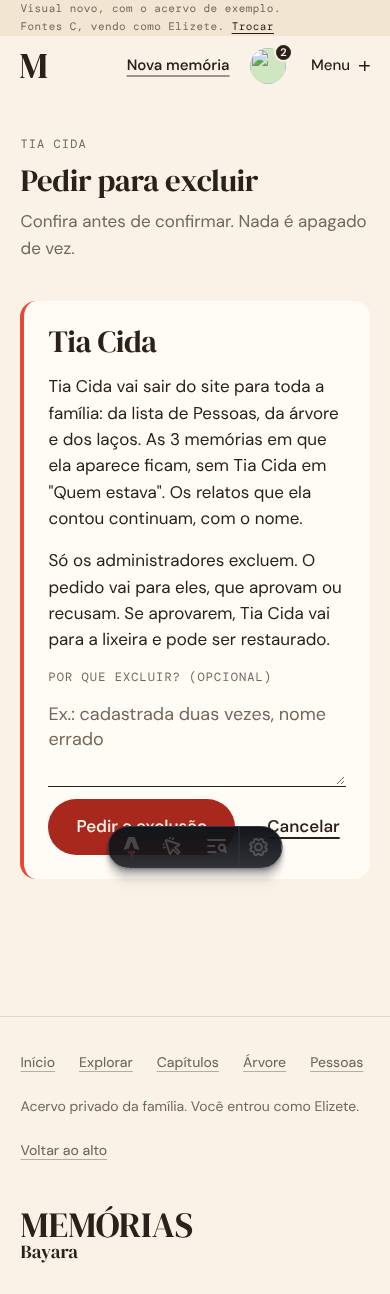 Visual novo, com o acervo de exemplo.
Fontes C, vendo como Elizete. Trocar
M
Nova memória
2
Menu +
TIA CIDA
Pedir para excluir
Confira antes de confirmar. Nada é apagado
de vez.
Tia Cida
Tia Cida vai sair do site para toda a
família: da lista de Pessoas, da árvore
e dos laços. As 3 memórias em que
ela aparece ficam, sem Tia Cida em
"Quem estava". Os relatos que ela
contou continuam, com o nome.
Só os administradores excluem. O
pedido vai para eles, que aprovam ou
recusam. Se aprovarem, Tia Cida vai
para a lixeira e pode ser restaurado.
POR QUE EXCLUIR? (OPCIONAL)
Ex.: cadastrada duas vezes, nome
errado
Pedir a exclusão
Cancelar
Início Explorar Capítulos Árvore Pessoas
Acervo privado da família. Você entrou como Elizete.
Voltar ao alto
MEMÓRIAS
Bayara